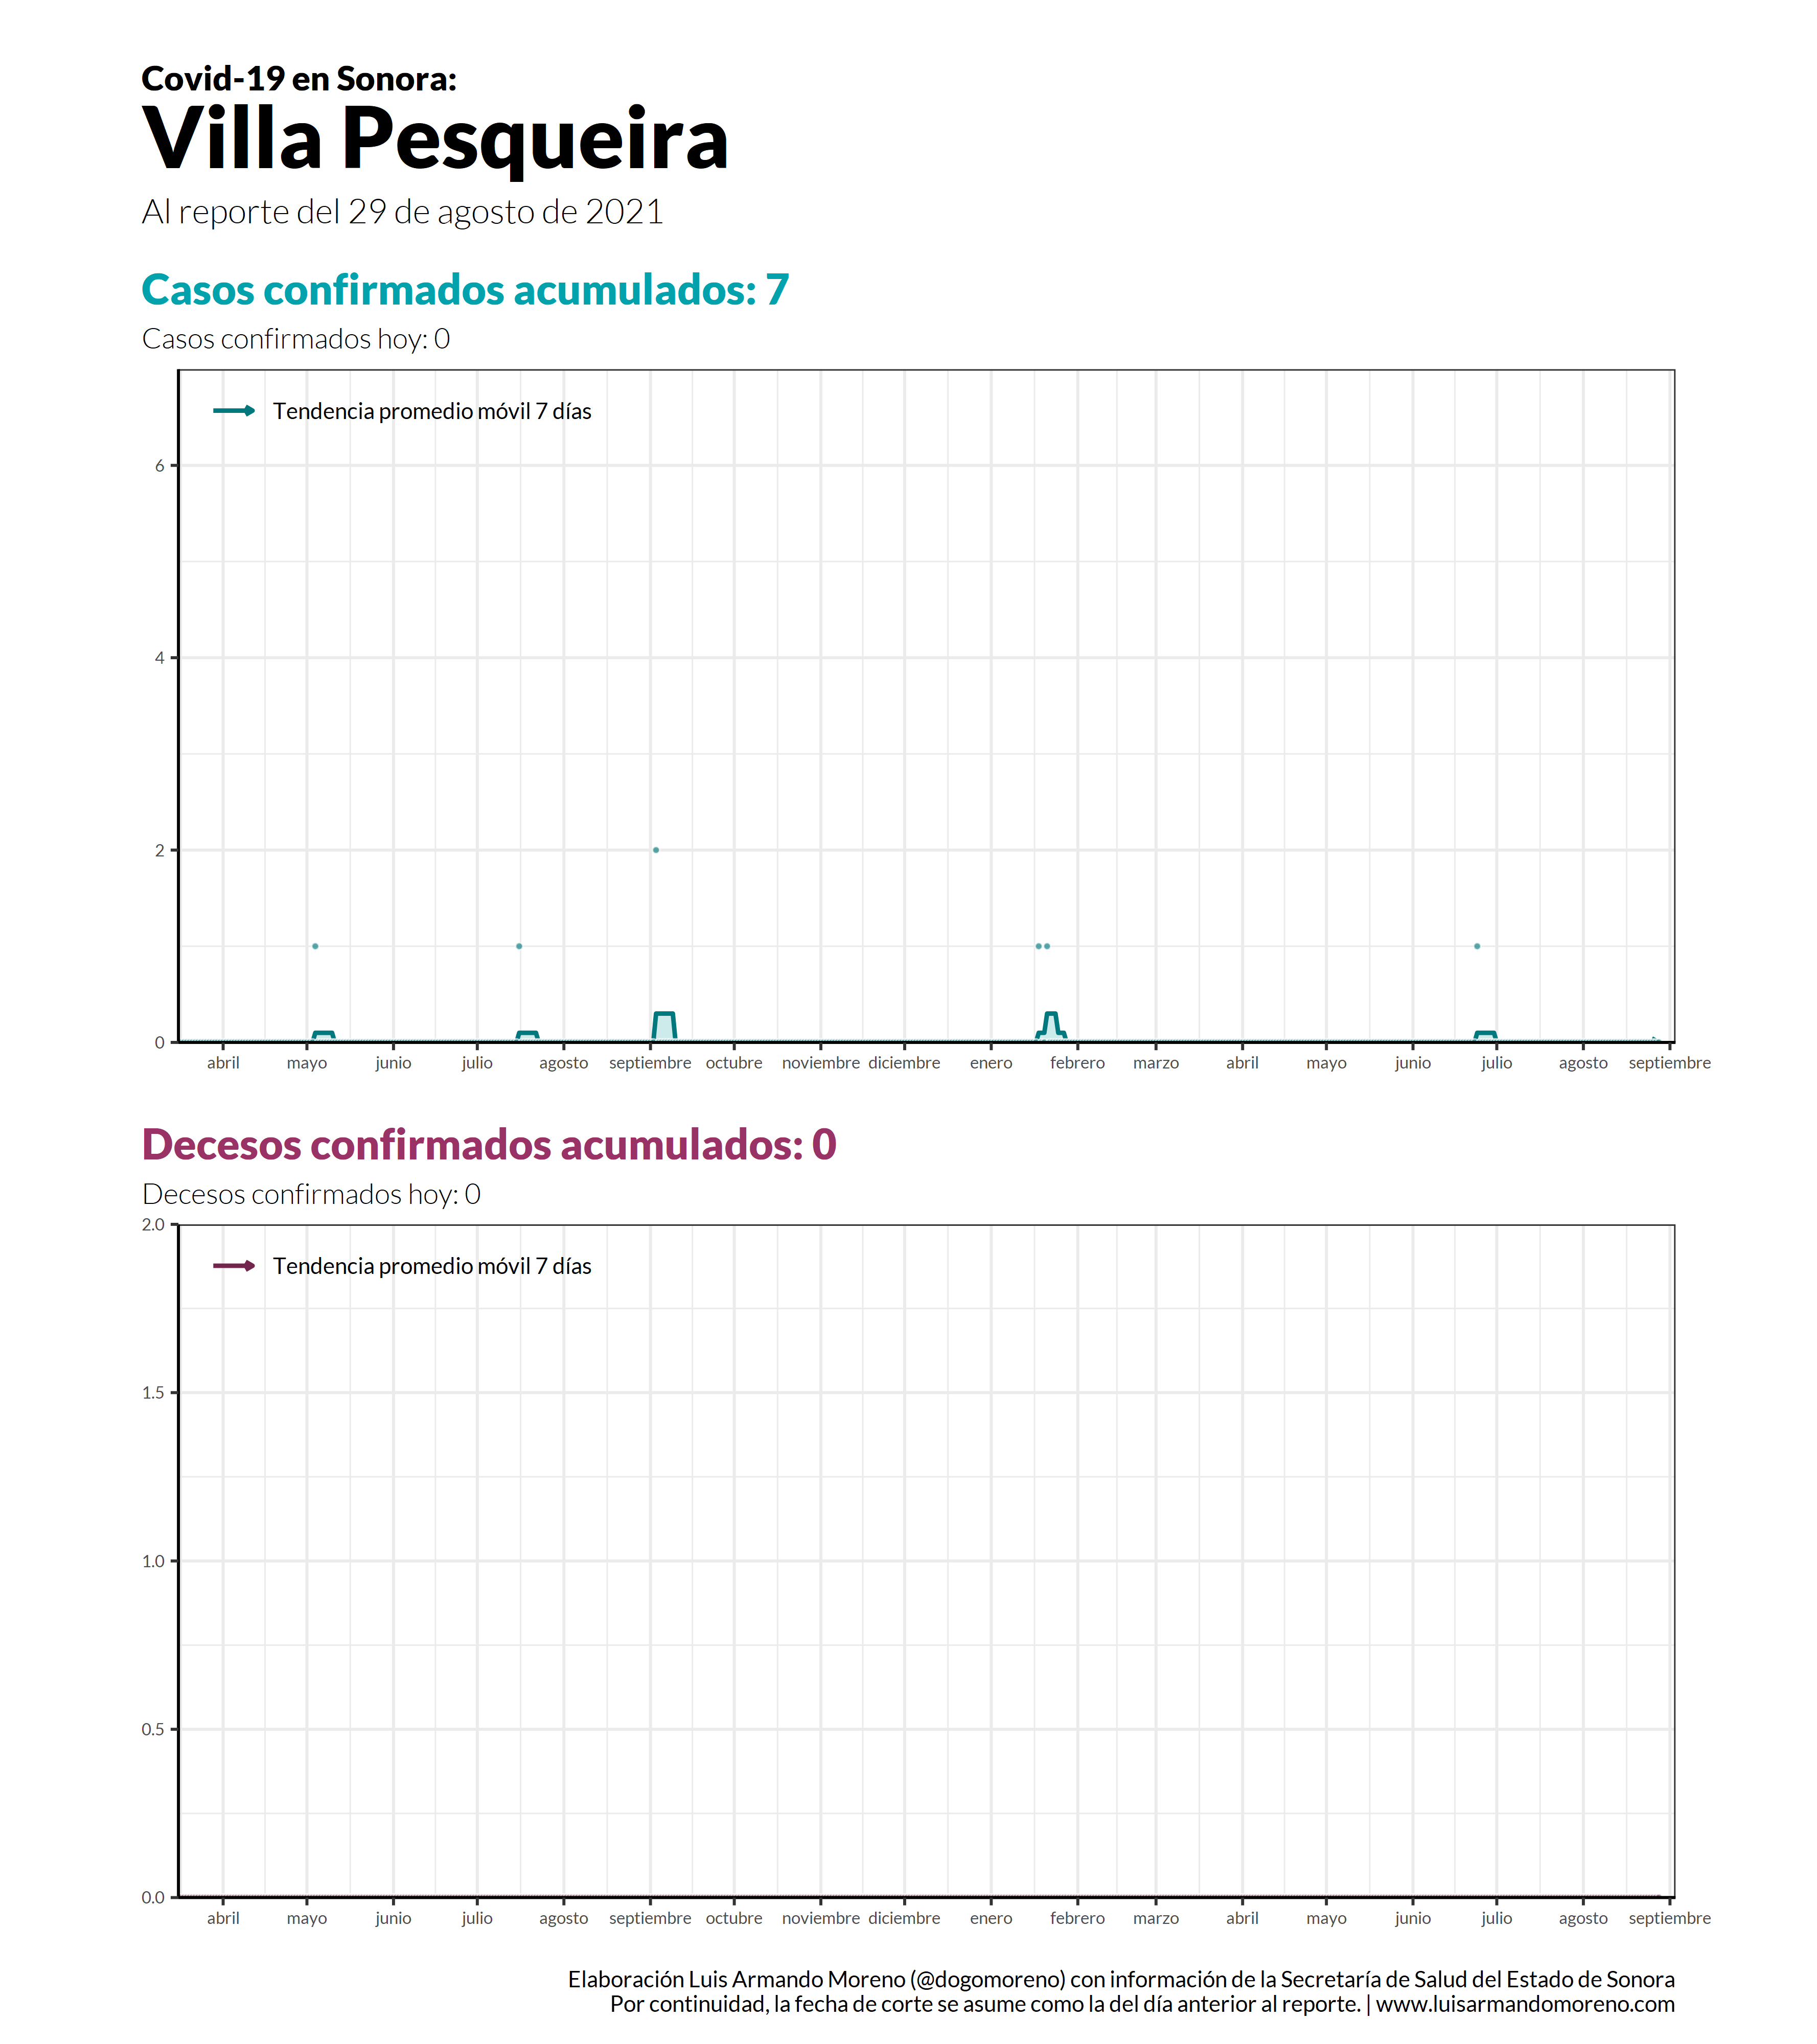 Covid-19 en Sonora:
Villa Pesqueira
Al reporte del 29 de agosto de 2021
Casos confirmados acumulados: 7
Casos confirmados hoy: 0
Tendencia promedio móvil 7 días
6
4
2
0
abril mayo junio julio agosto septiembre octubre noviembre diciembre enero febrero marzo abril mayo junio julio agosto septiembre
Decesos confirmados acumulados: 0
Decesos confirmados hoy: 0
2.0
Tendencia promedio móvil 7 días
1.5
1.0
0.5
0.0
abril mayo junio julio agosto septiembre octubre noviembre diciembre enero febrero marzo abril mayo junio julio agosto septiembre
Elaboración Luis Armando Moreno (@dogomoreno) con información de la Secretaría de Salud del Estado de Sonora
Por continuidad, la fecha de corte se asume como la del día anterior al reporte. | www.luisarmandomoreno.com